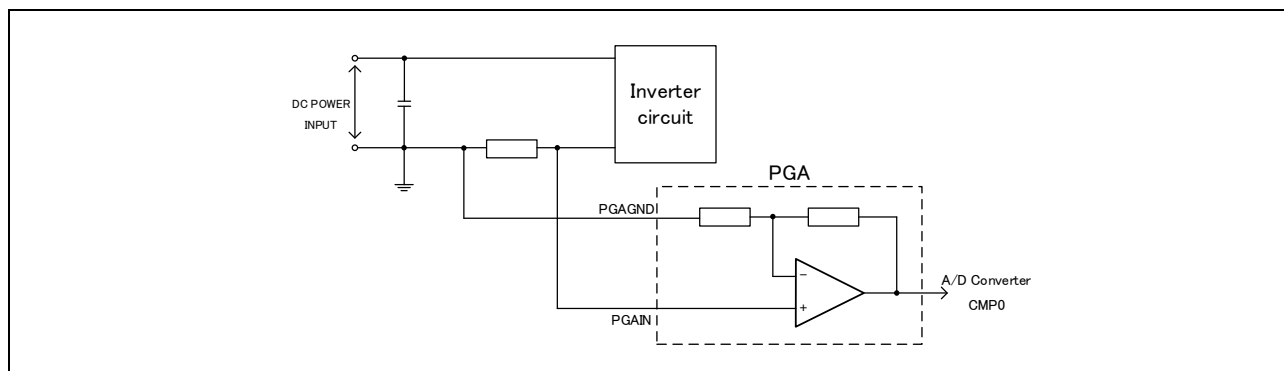 Inverter
circuit
DC POWER
INPUT
PGA
PGAGND
−
+
PGAIN
A/D Converter
CMP0